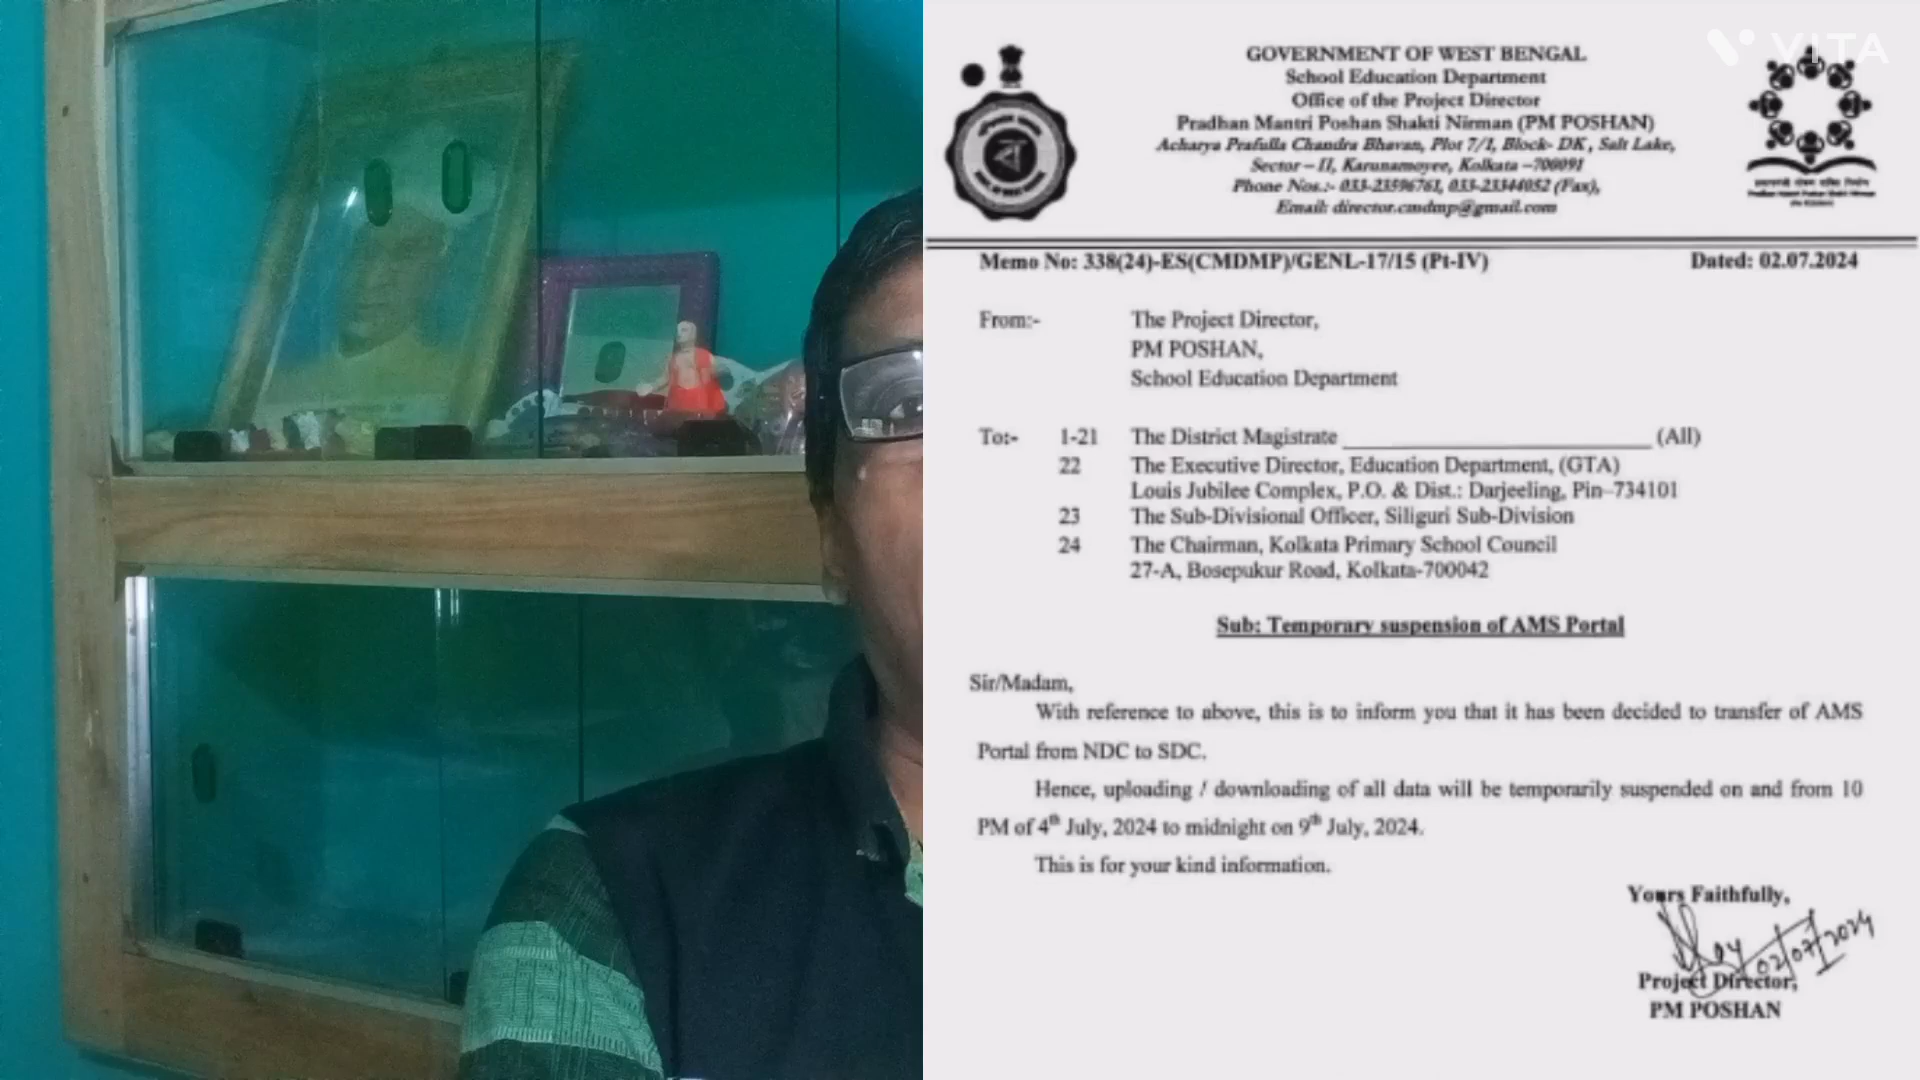 VITA
GOVERNMENT OF WEST BENGAL
School Education Department
Office of the Project Director
Pradhan Mantri Poshan Shakti Nirman (PM POSHAN)
Acharya Prafulla Chandra Bhavan, Plot 7/1, Block- DK , Salt Lake,
Sector – II, Karunamoyee, Kolkata –700091
Phone Nos.:- 033-23596761, 033-23344052 (Fax),
Email: director.cmdmp@gmail.com
Memo No: 338(24)-ES(CMDMP)/GENL-17/15 (Pt-IV) Dated: 02.07.2024
From:- The Project Director,
PM POSHAN,
School Education Department
To:- 1-21 The District Magistrate ______________________________ (All)
22 The Executive Director, Education Department, (GTA)
Louis Jubilee Complex, P.O. & Dist.: Darjeeling, Pin–734101
23 The Sub-Divisional Officer, Siliguri Sub-Division
24 The Chairman, Kolkata Primary School Council
27-A, Bosepukur Road, Kolkata-700042
Sub: Temporary suspension of AMS Portal
Sir/Madam,
With reference to above, this is to inform you that it has been decided to transfer of AMS
Portal from NDC to SDC.
Hence, uploading / downloading of all data will be temporarily suspended on and from 10
PM of 4th July, 2024 to midnight on 9th July, 2024.
This is for your kind information.
Yours Faithfully,
02/07/2024
Project Director,
PM POSHAN